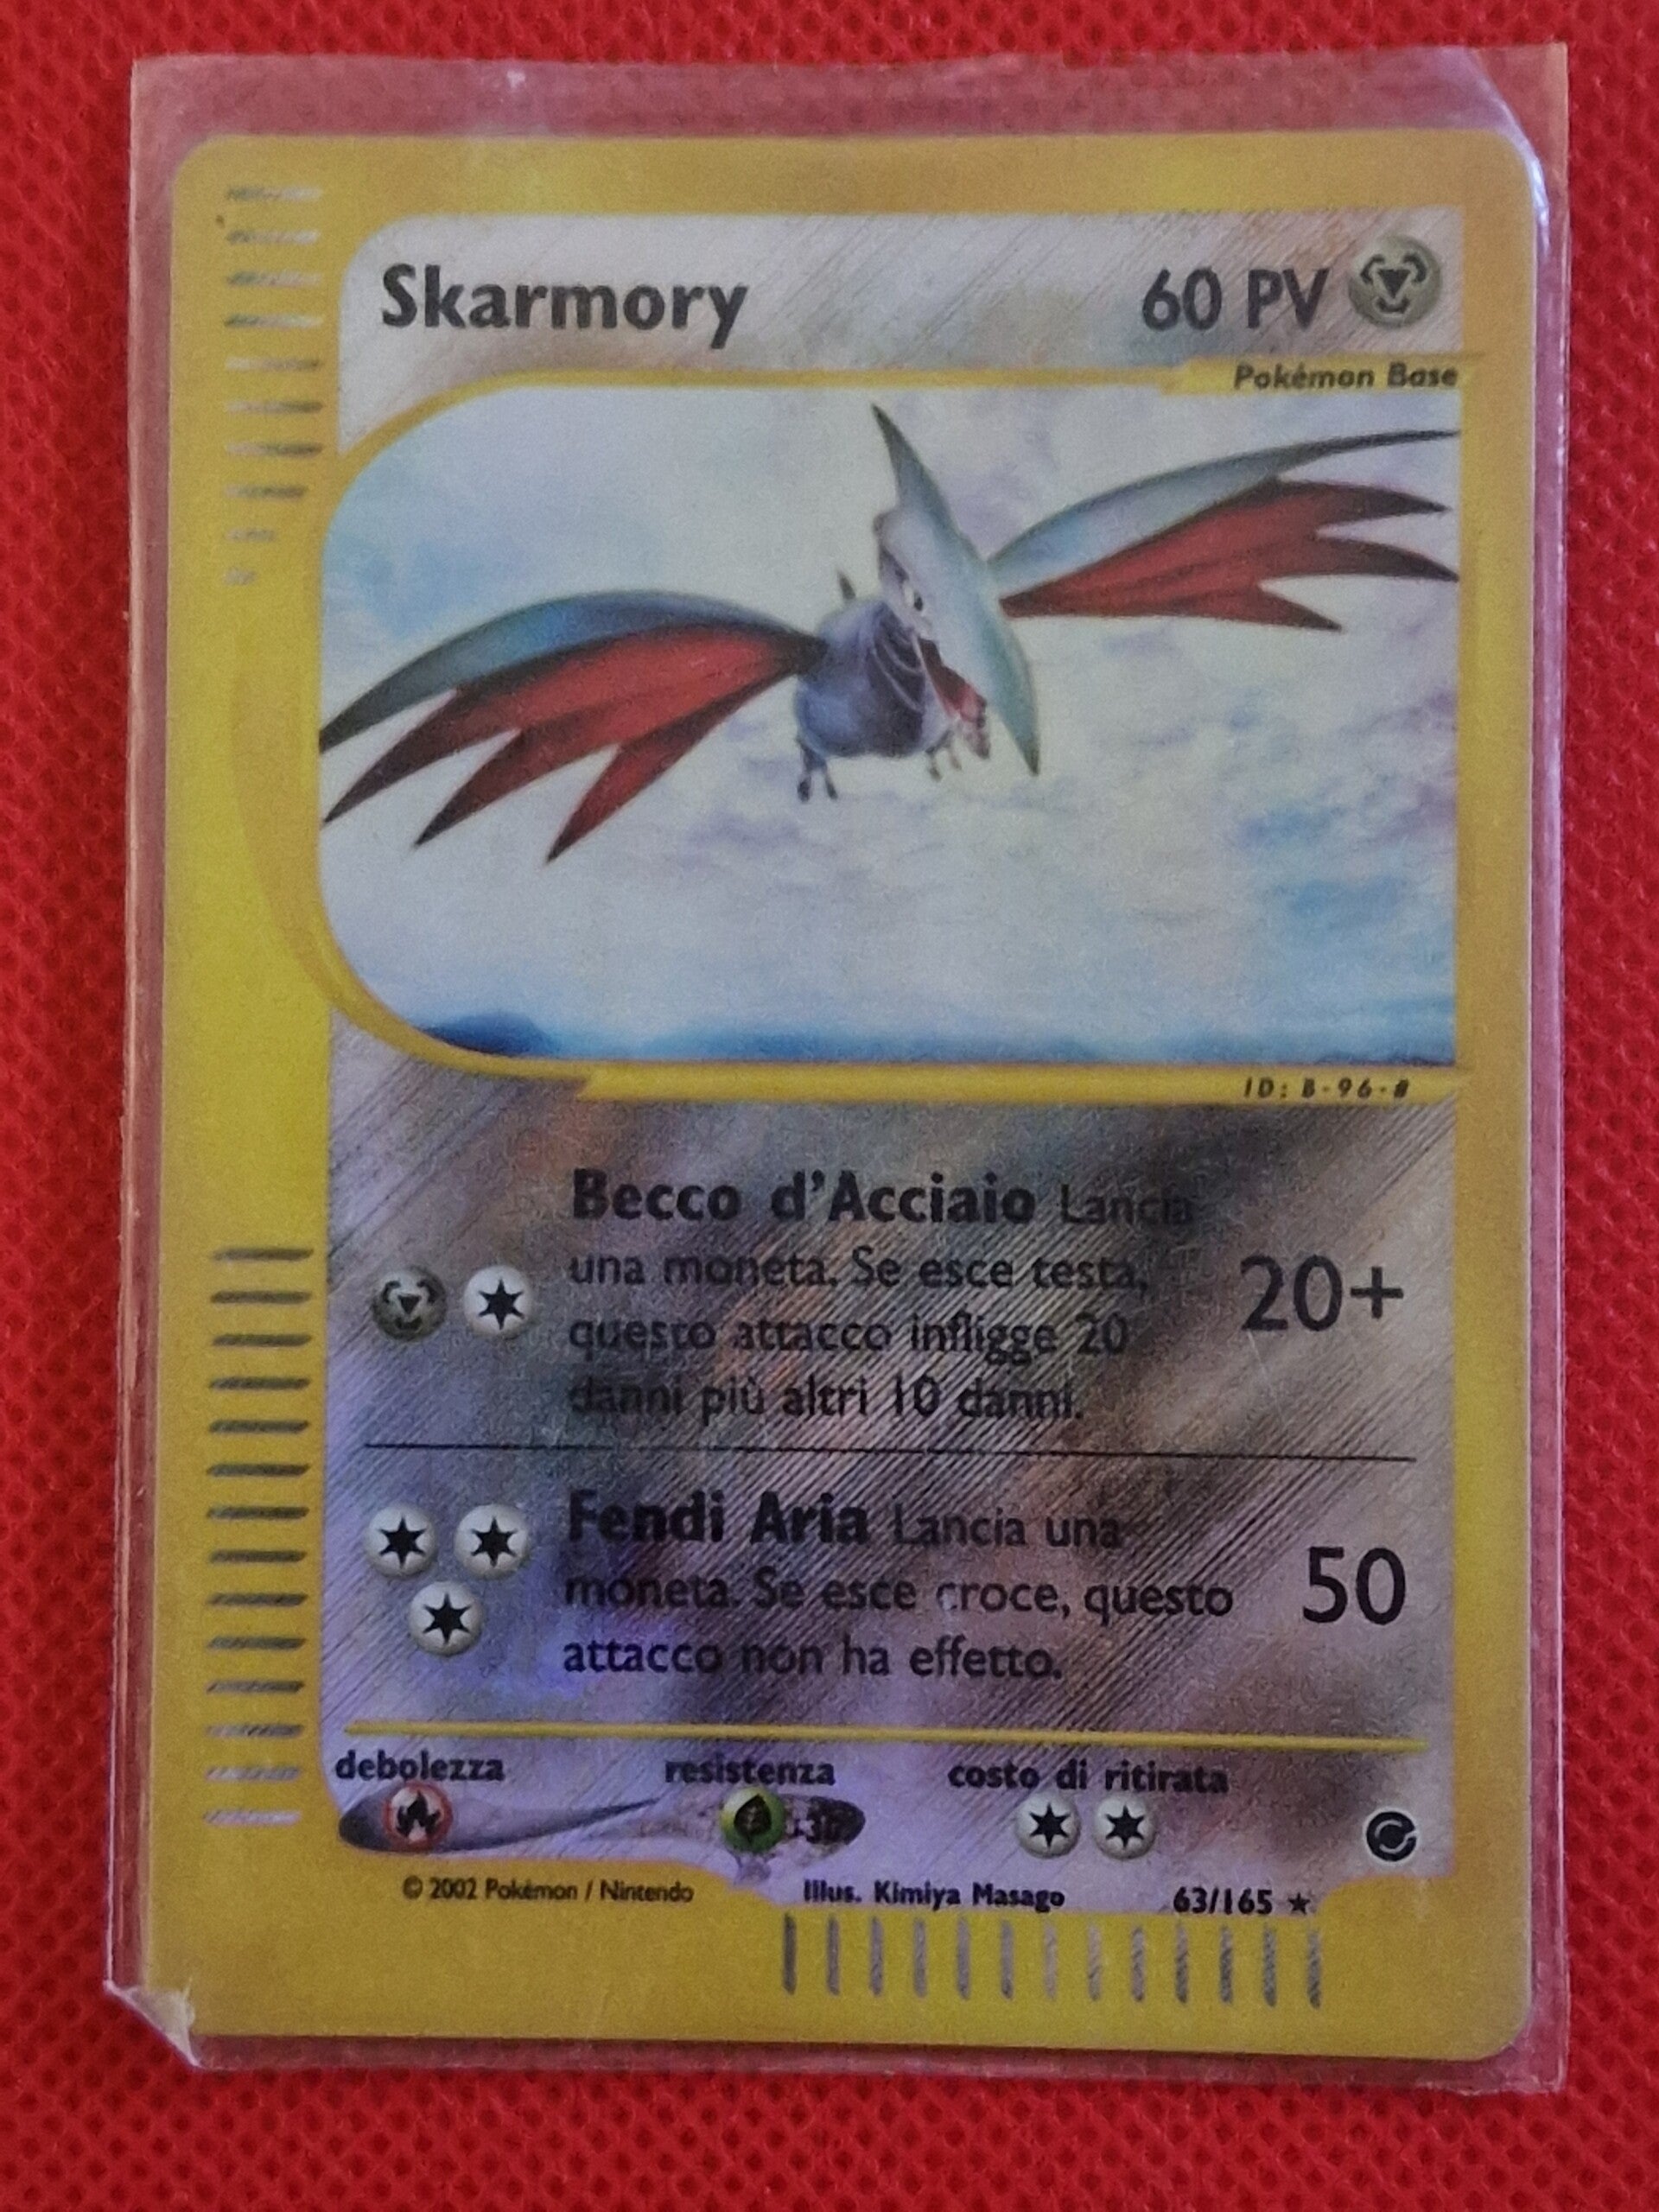 Skarmory 60 PV
Pokémon Base
ID: B-96-#
Becco d'Acciaio Lancia
una moneta. Se esce testa,
questo attacco infligge 20
danni più altri 10 danni.
20+
Fendi Aria Lancia una
moneta. Se esce croce, questo
attacco non ha effetto.
50
debolezza resistenza costo di ritirata
-30
© 2002 Pokémon / Nintendo Illus. Kimiya Masago 63/165 ★